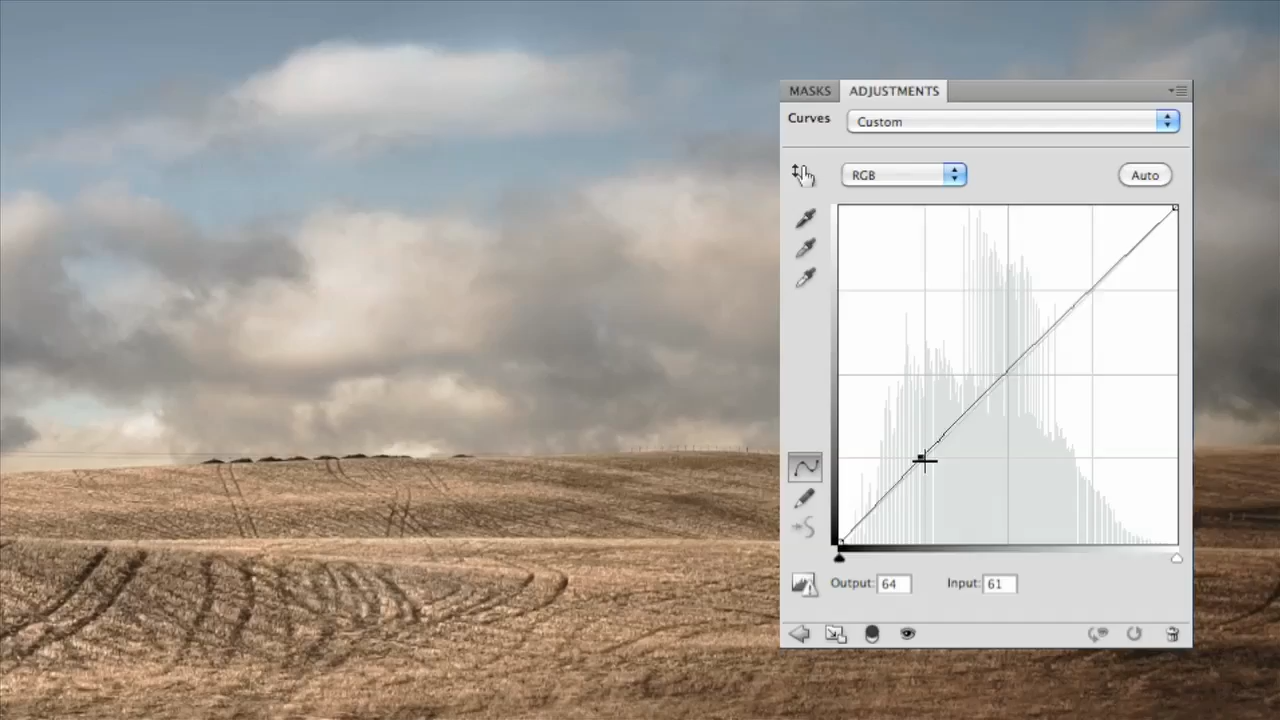 MASKS ADJUSTMENTS
Curves Custom
RGB Auto
Output: 64 Input: 61